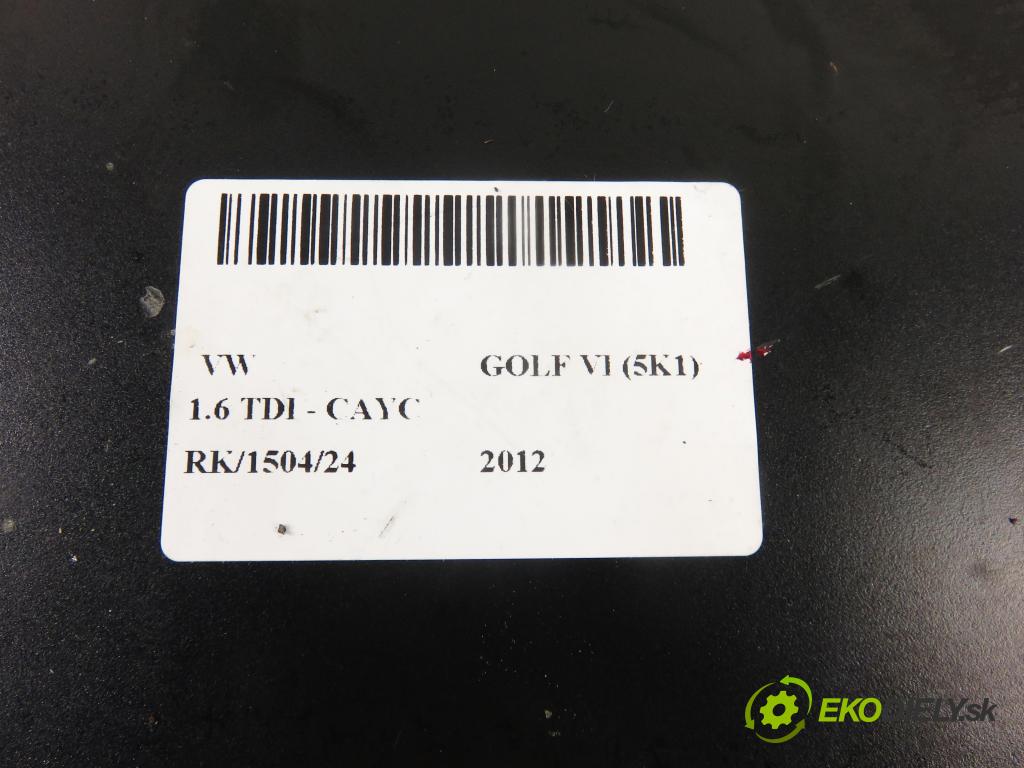 VW GOLF VI (5K1)
1.6 TDI - CAYC
RK/1504/24 2012
EKODIELY.sk